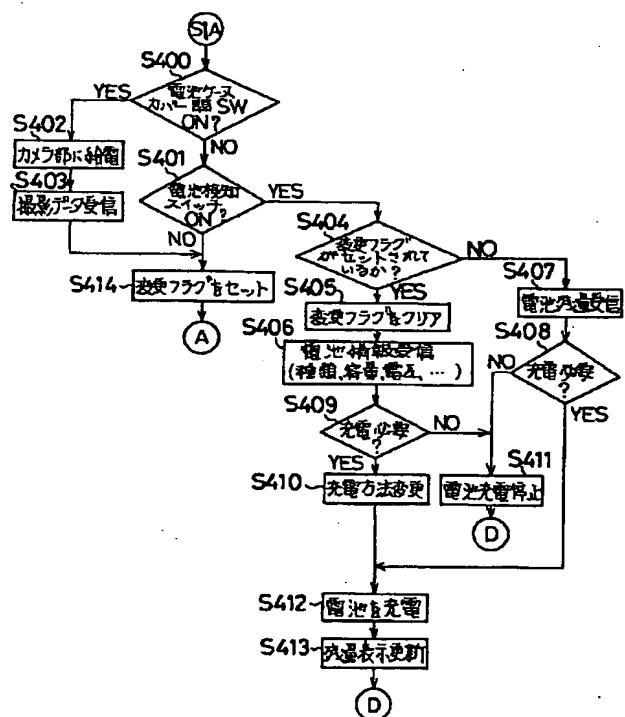 S1A
S400
電池ケース
カバー開SW
ON?
YES
NO
S402
カメラ部に給電
S403
撮影データ受信
S401
電池検知
スイッチ
ON?
YES
NO
S414
変更フラグをセット
A
S404
変更フラグ
がセットされて
いるか?
NO
YES
S405
変更フラグをクリア
S406
電池情報受信
(種類、容量、電圧、…)
S407
電池残量受信
S408
充電必要
?
NO
YES
S409
充電必要
?
NO
YES
S410
充電方法変更
S411
電池充電停止
D
S412
電池を充電
S413
残量表示更新
D